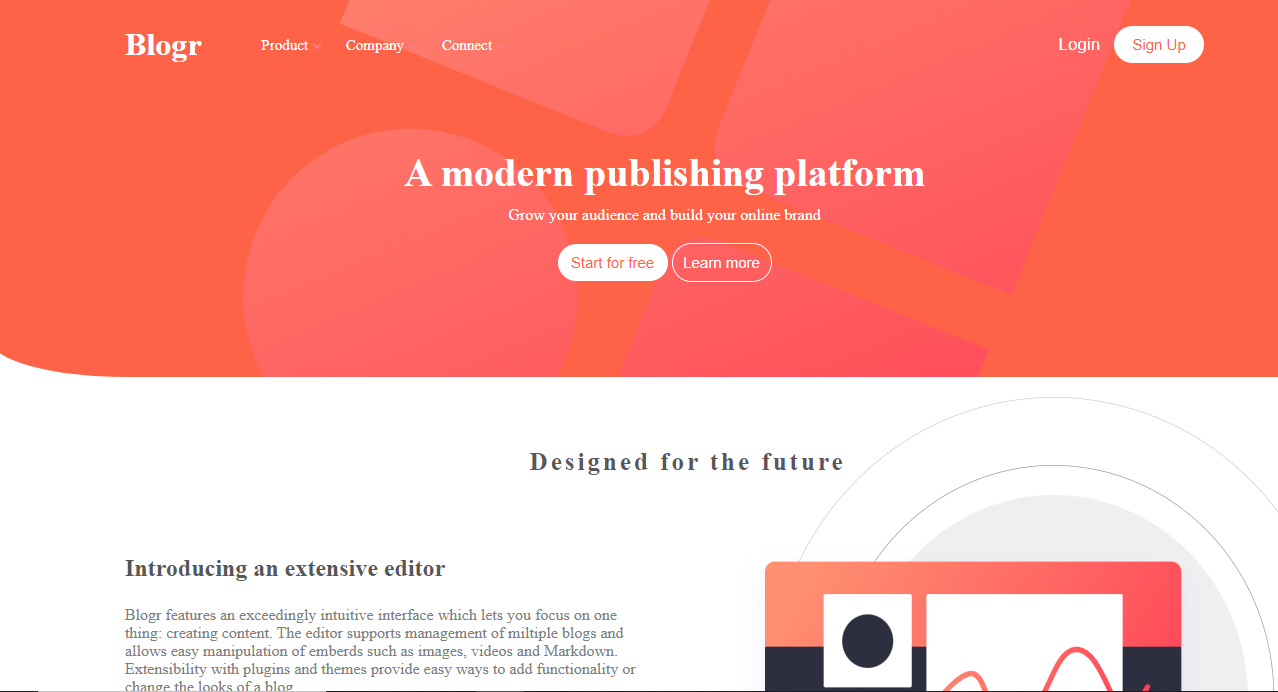 Blogr
Product
Company
Connect
Login
Sign Up
A modern publishing platform
Grow your audience and build your online brand
Start for free
Learn more
Designed for the future
Introducing an extensive editor
Blogr features an exceedingly intuitive interface which lets you focus on one
thing: creating content. The editor supports management of miltiple blogs and
allows easy manipulation of emberds such as images, videos and Markdown.
Extensibility with plugins and themes provide easy ways to add functionality or
change the looks of a blog